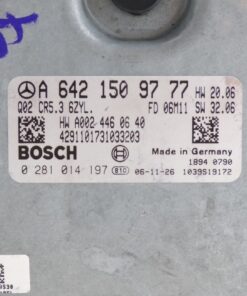 A 642 150 97 77 HW 20.06
Q02 CR5.3 6ZYL. FD 06M11 SW 32.06
HW A002 446 06 40
4291101731033203
BOSCH Made in Germany
1894 0790
0 281 014 197 810 06-11-26 1039S19172